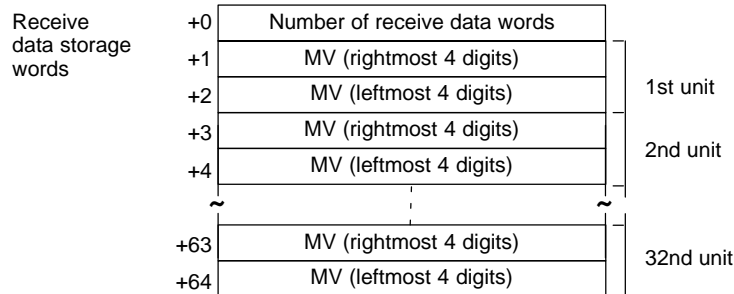 Receive
data storage
words
+0 Number of receive data words
+1 MV (rightmost 4 digits)
+2 MV (leftmost 4 digits)
1st unit
+3 MV (rightmost 4 digits)
+4 MV (leftmost 4 digits)
2nd unit
+63 MV (rightmost 4 digits)
+64 MV (leftmost 4 digits)
32nd unit